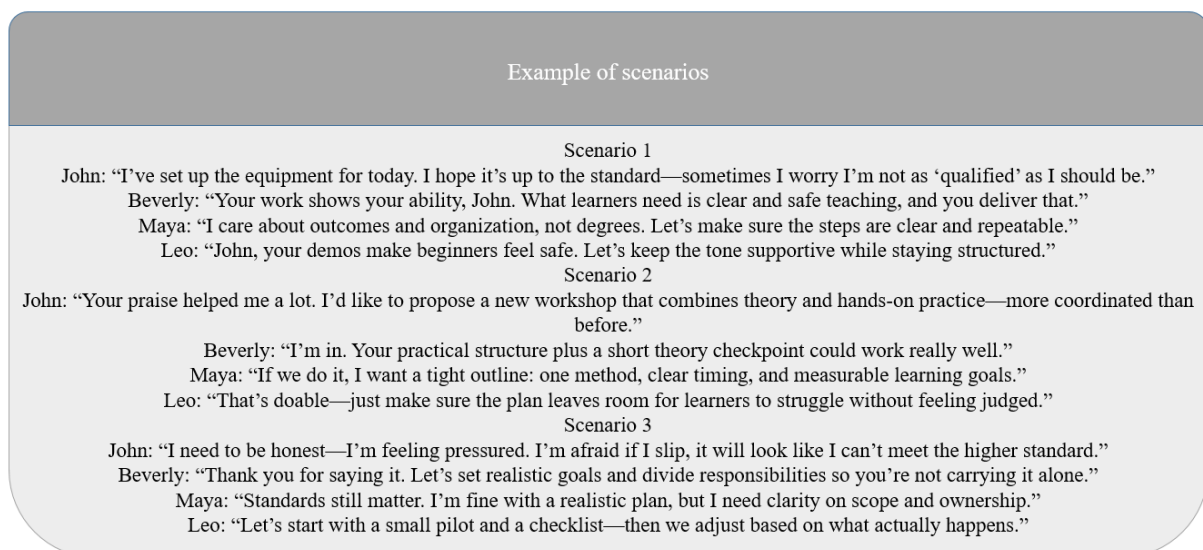 Example of scenarios
Scenario 1
John: “I’ve set up the equipment for today. I hope it’s up to the standard—sometimes I worry I’m not as ‘qualified’ as I should be.”
Beverly: “Your work shows your ability, John. What learners need is clear and safe teaching, and you deliver that.”
Maya: “I care about outcomes and organization, not degrees. Let’s make sure the steps are clear and repeatable.”
Leo: “John, your demos make beginners feel safe. Let’s keep the tone supportive while staying structured.”
Scenario 2
John: “Your praise helped me a lot. I’d like to propose a new workshop that combines theory and hands-on practice—more coordinated than
before.”
Beverly: “I’m in. Your practical structure plus a short theory checkpoint could work really well.”
Maya: “If we do it, I want a tight outline: one method, clear timing, and measurable learning goals.”
Leo: “That’s doable—just make sure the plan leaves room for learners to struggle without feeling judged.”
Scenario 3
John: “I need to be honest—I’m feeling pressured. I’m afraid if I slip, it will look like I can’t meet the higher standard.”
Beverly: “Thank you for saying it. Let’s set realistic goals and divide responsibilities so you’re not carrying it alone.”
Maya: “Standards still matter. I’m fine with a realistic plan, but I need clarity on scope and ownership.”
Leo: “Let’s start with a small pilot and a checklist—then we adjust based on what actually happens.”